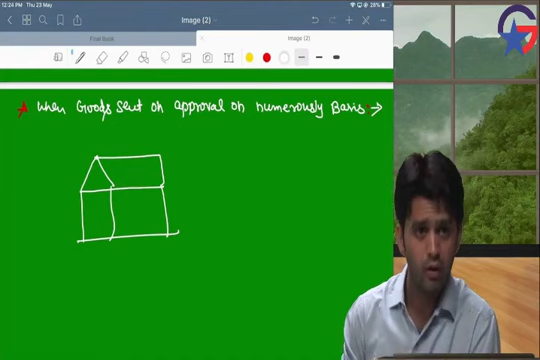 12:24 PM Thu 23 May
28%
Image (2)
Final Book
Image (2)
When Goods Sent on approval on numerously Basis :→